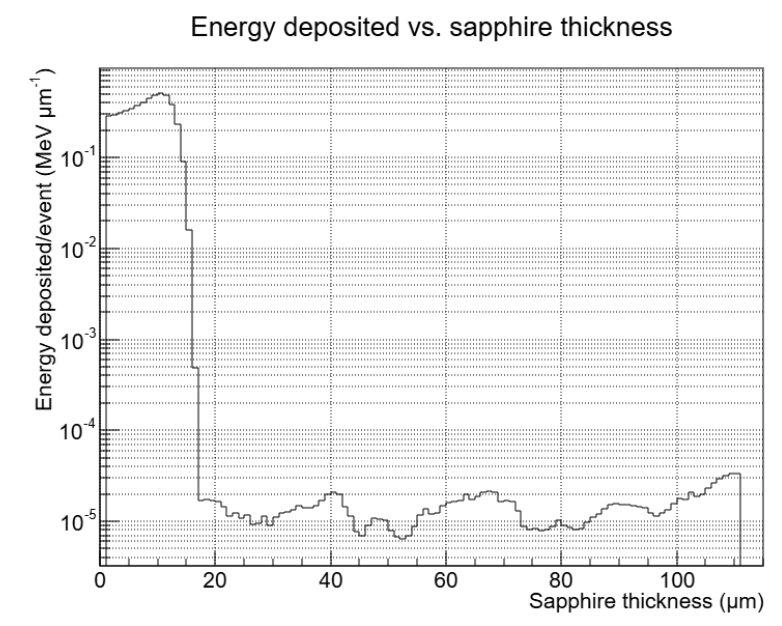 Energy deposited vs. sapphire thickness
Energy deposited/event (MeV µm⁻¹)
10⁻¹
10⁻²
10⁻³
10⁻⁴
10⁻⁵
0 20 40 60 80 100
Sapphire thickness (µm)